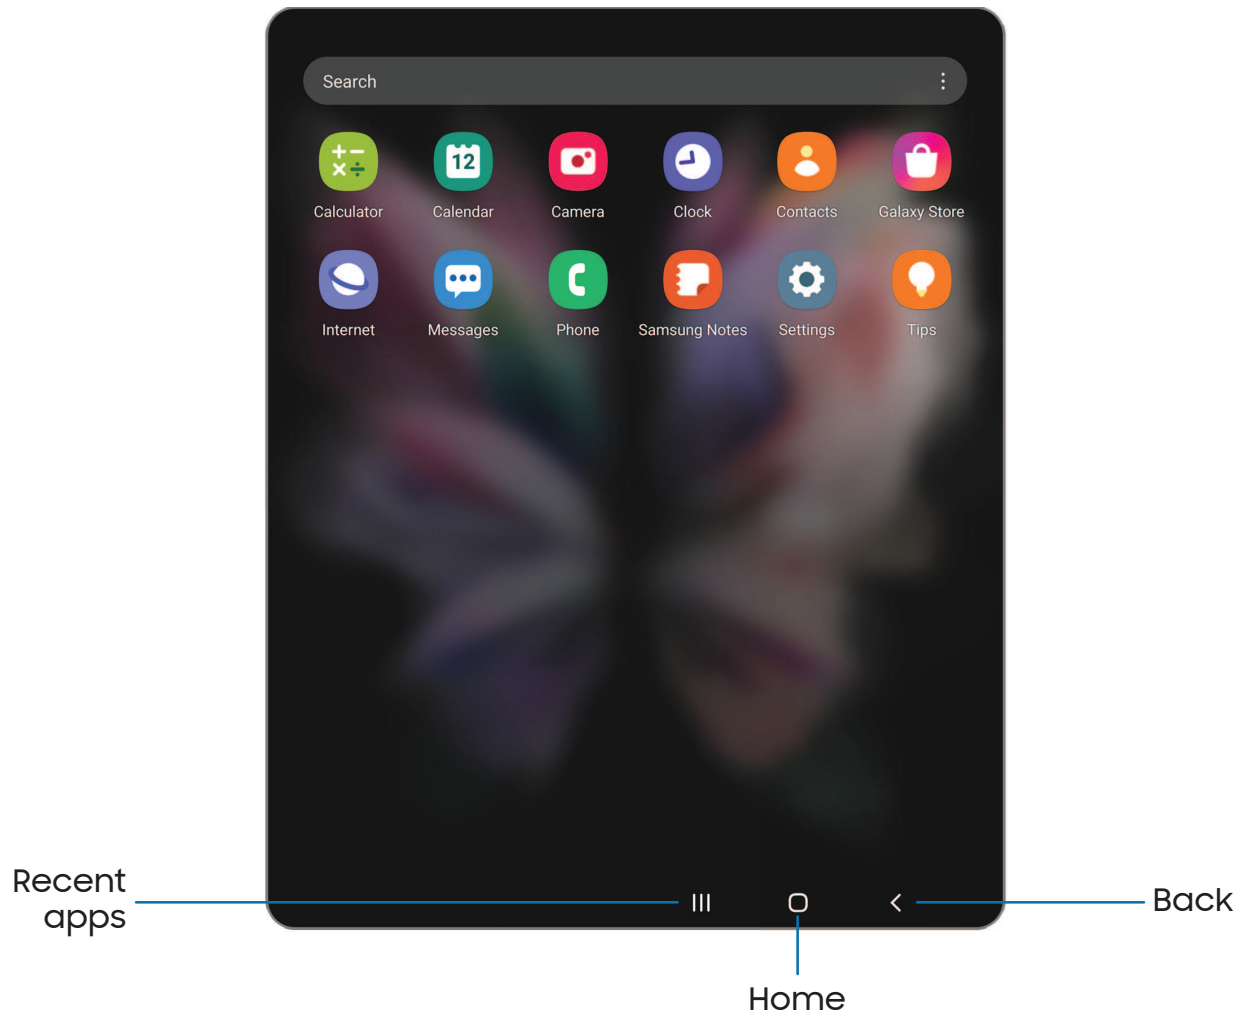 Search
Calculator
12
Calendar
Camera
Clock
Contacts
Galaxy Store
Internet
Messages
Phone
Samsung Notes
Settings
Tips
Recent
apps
Back
Home